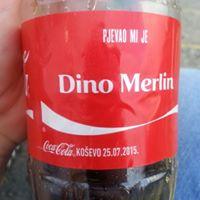 PJEVAO MI JE
Dino Merlin
Coca-Cola, KOŠEVO 25.07.2015.